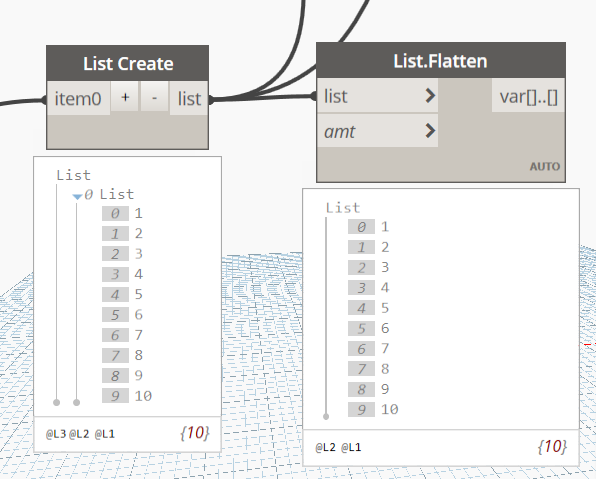 List Create
item0 + - list
List
0 List
0 1
1 2
2 3
3 4
4 5
5 6
6 7
7 8
8 9
9 10
@L3 @L2 @L1 {10}
List.Flatten
list > var[]..[]
amt >
AUTO
List
0 1
1 2
2 3
3 4
4 5
5 6
6 7
7 8
8 9
9 10
@L2 @L1 {10}